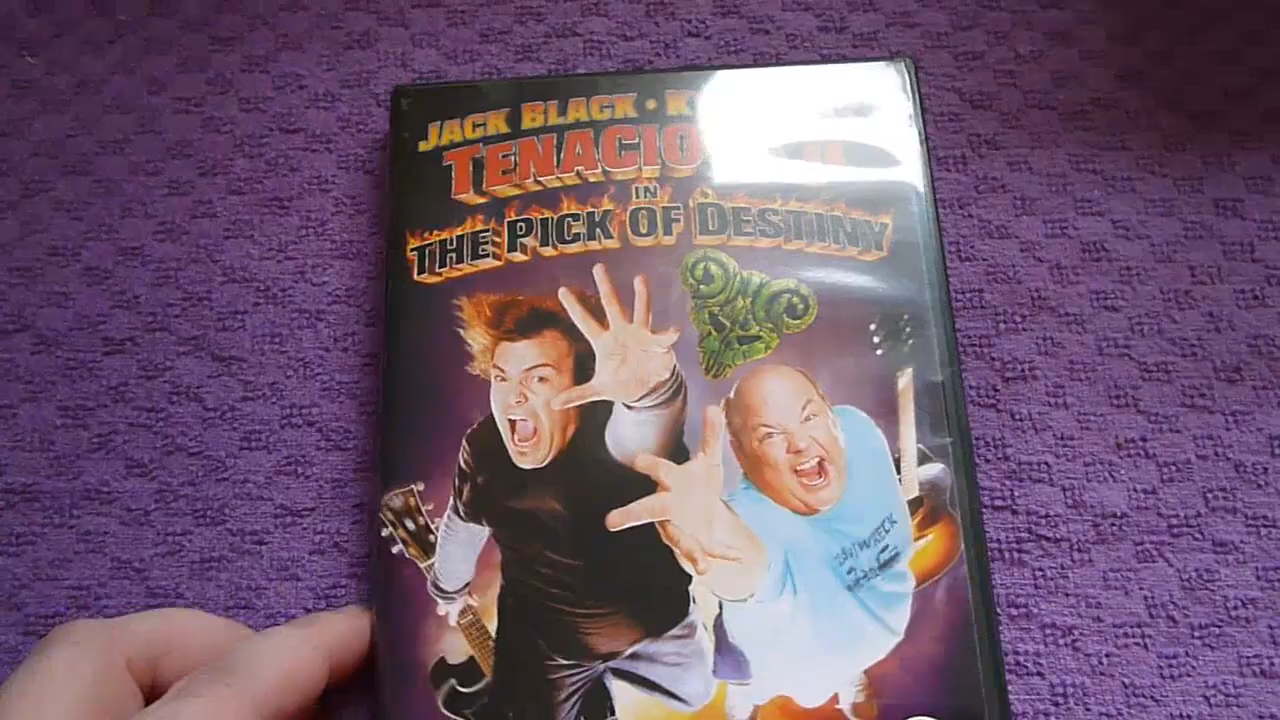 JACK BLACK • K
TENACIO
IN
THE PICK OF DESTINY